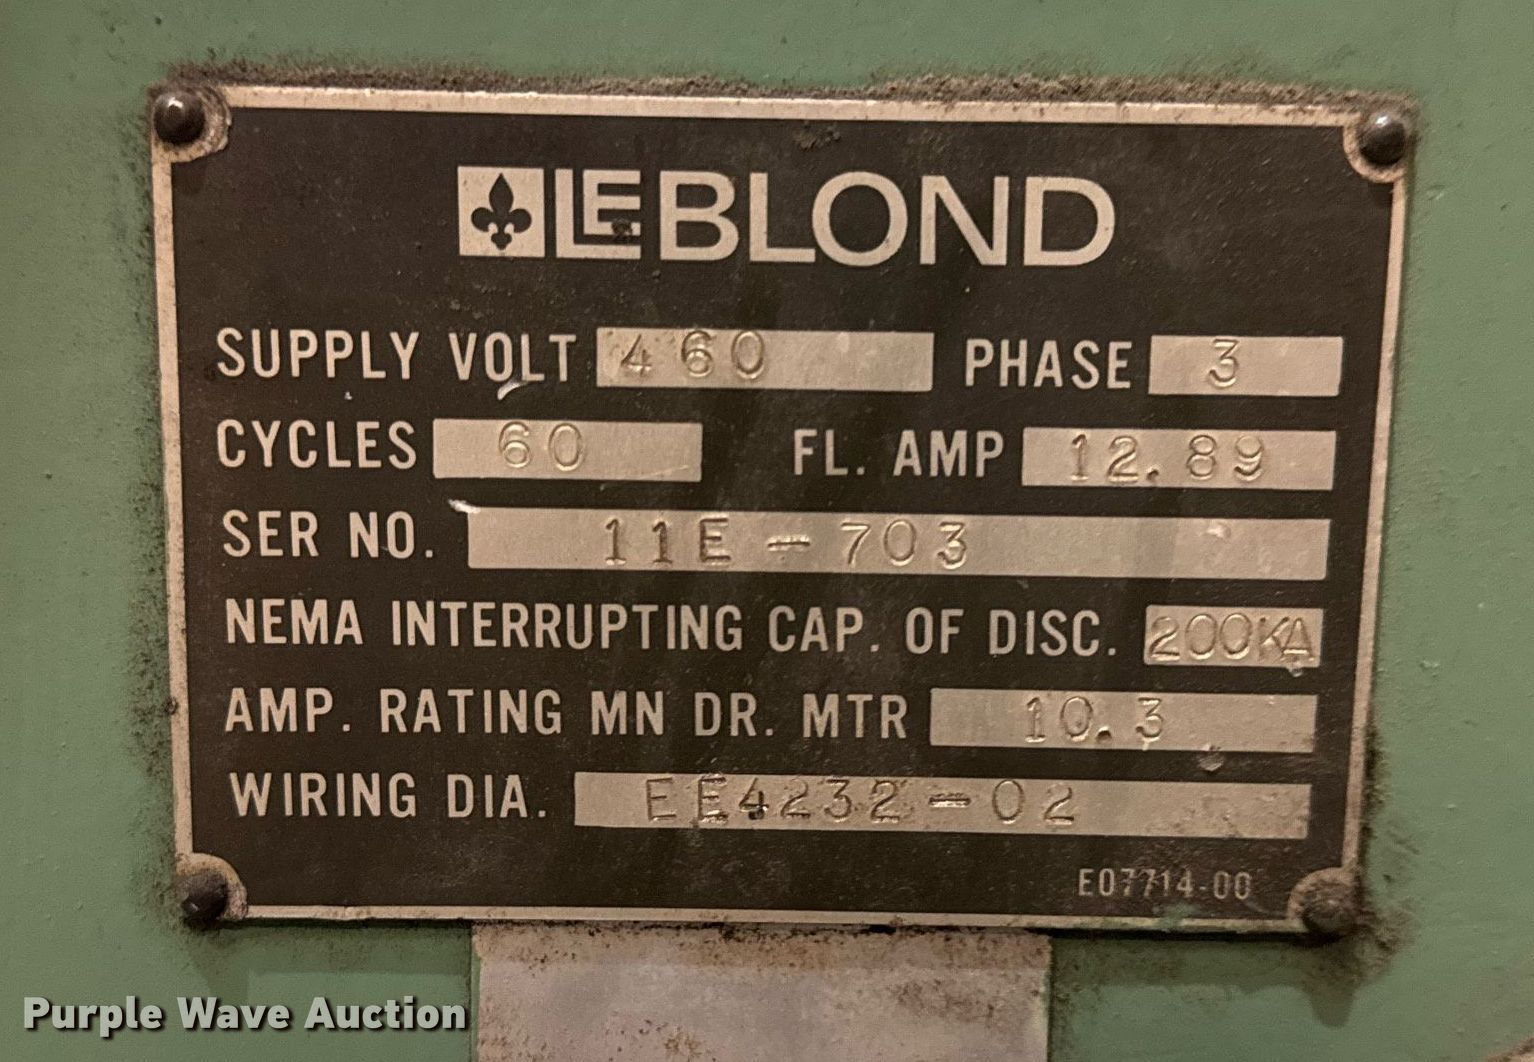 LEBLOND
SUPPLY VOLT 460 PHASE 3
CYCLES 60 FL. AMP 12.89
SER NO. 11E-703
NEMA INTERRUPTING CAP. OF DISC. 200KA
AMP. RATING MN DR. MTR 10.3
WIRING DIA. EE4232-02
E07714-00
Purple Wave Auction